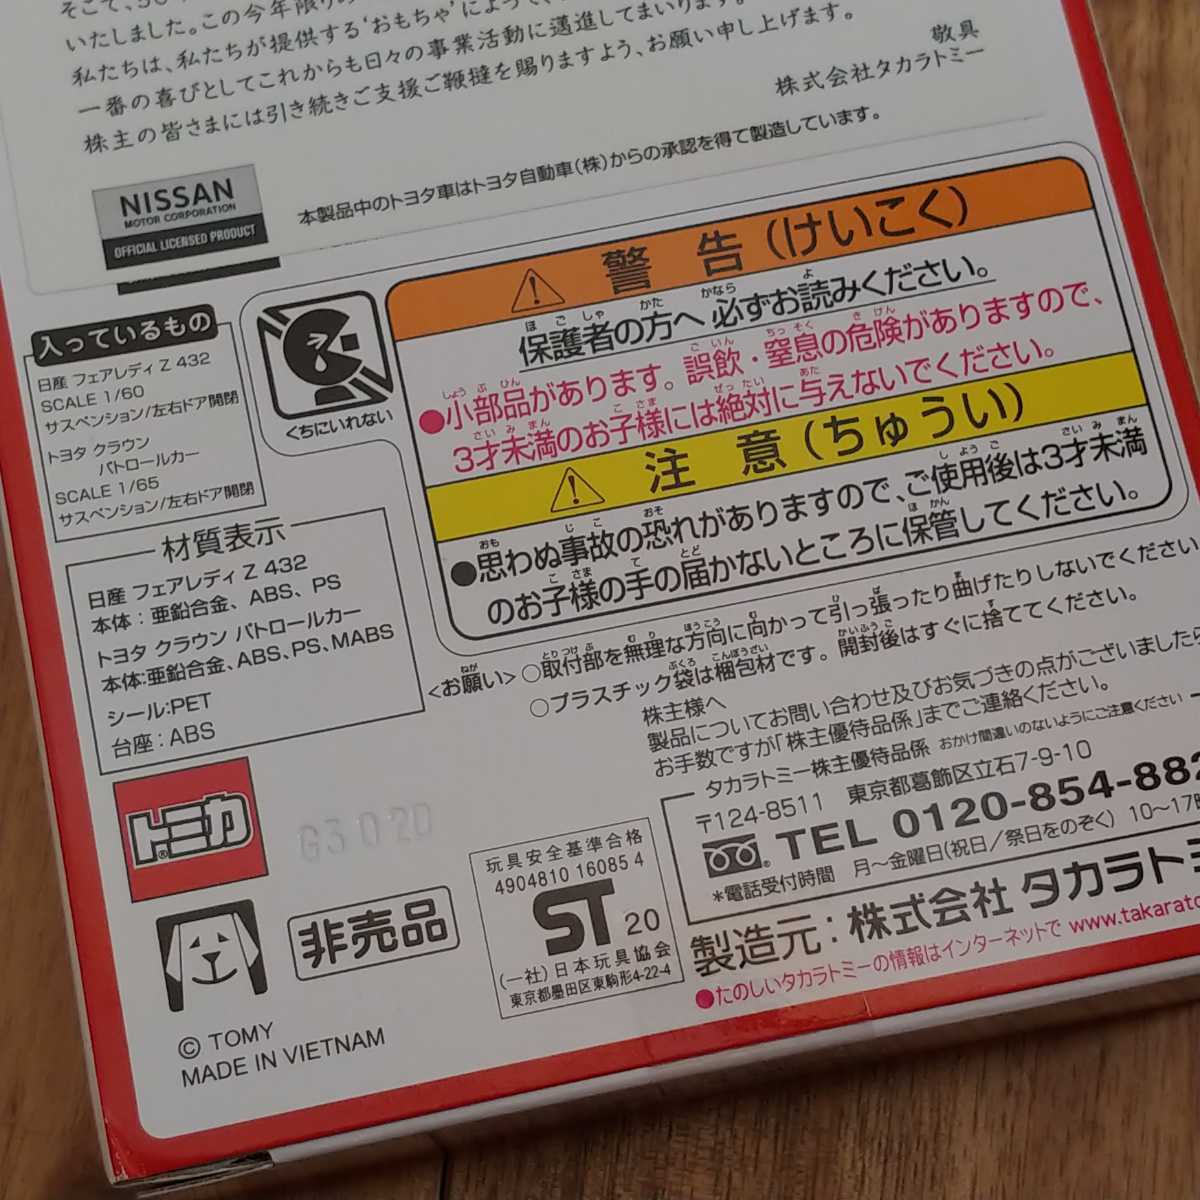 いたしました。この今年限りの
私たちは、私たちが提供する‘おもちゃ’によって、
一番の喜びとしてこれからも日々の事業活動に邁進してまいります。
株主の皆さまには引き続きご支援ご鞭撻を賜りますよう、お願い申し上げます。
敬具
株式会社タカラトミー
NISSAN
MOTOR CORPORATION
OFFICIAL LICENSED PRODUCT
本製品中のトヨタ車はトヨタ自動車(株)からの承認を得て製造しています。
入っているもの
日産 フェアレディ Z 432
SCALE 1/60
サスペンション/左右ドア開閉
トヨタ クラウン
パトロールカー
SCALE 1/65
サスペンション/左右ドア開閉
くちにいれない
警 告(けいこく)
保護者の方へ 必ずお読みください。
●小部品があります。誤飲・窒息の危険がありますので、
3才未満のお子様には絶対に与えないでください。
注 意(ちゅうい)
●思わぬ事故の恐れがありますので、ご使用後は3才未満
のお子様の手の届かないところに保管してください。
材質表示
日産 フェアレディ Z 432
本体:亜鉛合金、ABS、PS
トヨタ クラウン パトロールカー
本体:亜鉛合金、ABS、PS、MABS
シール:PET
台座:ABS
<お願い>○取付部を無理な方向に向かって引っ張ったり曲げたりしないでください
○プラスチック袋は梱包材です。開封後はすぐに捨ててください。
株主様へ
製品についてお問い合わせ及びお気づきの点がございました
お手数ですが「株主優待品係」までご連絡ください。
タカラトミー株主優待品係 おかけ間違いのないようにご注意ください
〒124-8511 東京都葛飾区立石7-9-10
TEL 0120-854-882
*電話受付時間 月～金曜日(祝日/祭日をのぞく) 10～17時
製造元:株式会社 タカラトミ
●たのしいタカラトミーの情報はインターネットで www.takarato
トミカ
®
G3020
非売品
玩具安全基準合格
4904810 16085 4
ST 20
(一社)日本玩具協会
東京都墨田区東駒形4-22-4
© TOMY
MADE IN VIETNAM